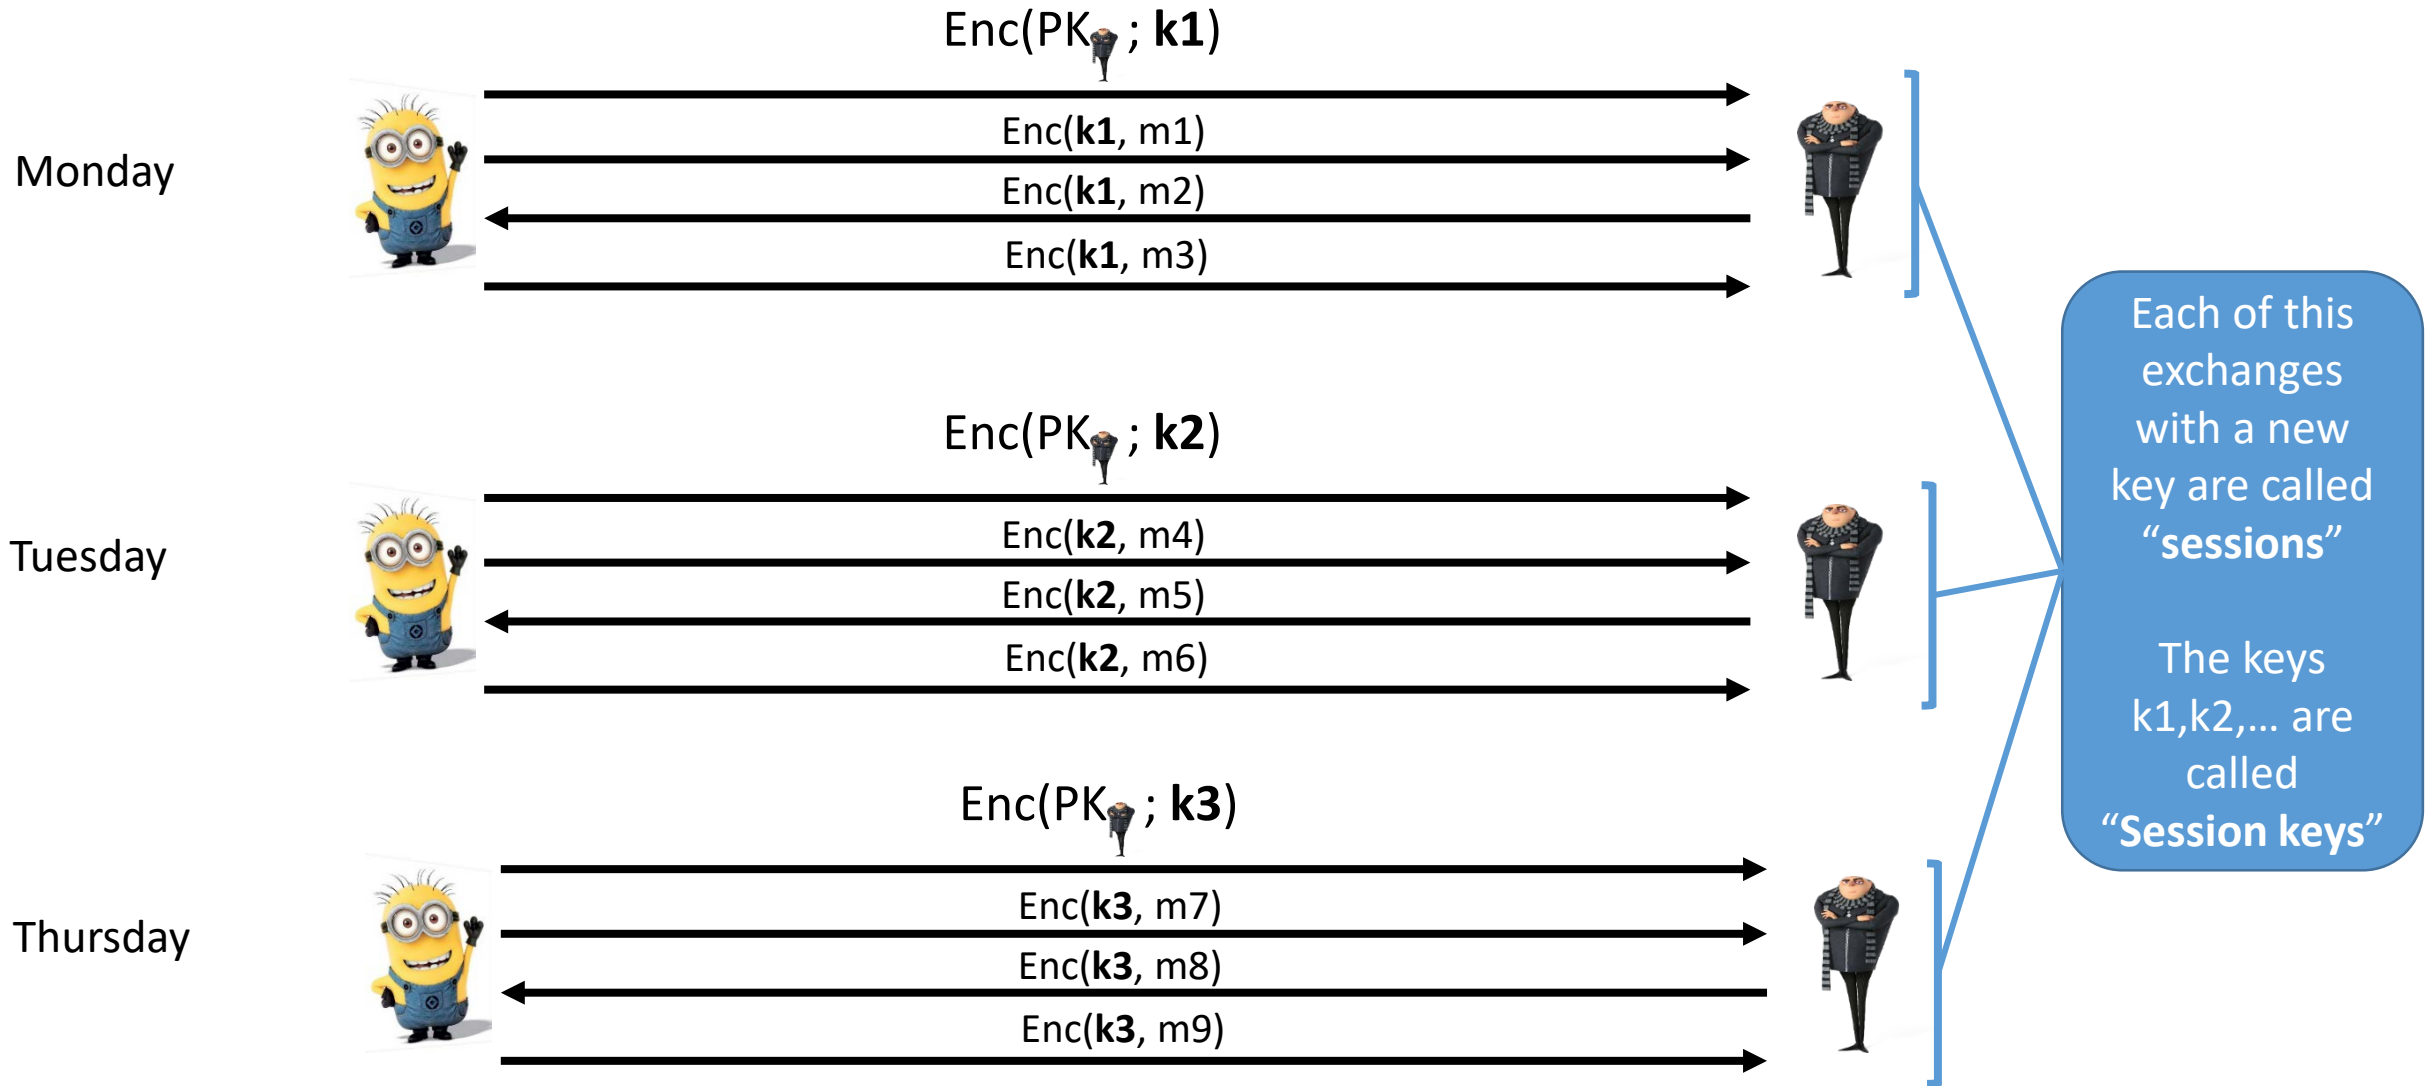 Enc(PK ; k1)
Monday
Enc(k1, m1)
Enc(k1, m2)
Enc(k1, m3)
Enc(PK ; k2)
Tuesday
Enc(k2, m4)
Enc(k2, m5)
Enc(k2, m6)
Enc(PK ; k3)
Thursday
Enc(k3, m7)
Enc(k3, m8)
Enc(k3, m9)
Each of this
exchanges
with a new
key are called
“sessions”
The keys
k1,k2,... are
called
“Session keys”